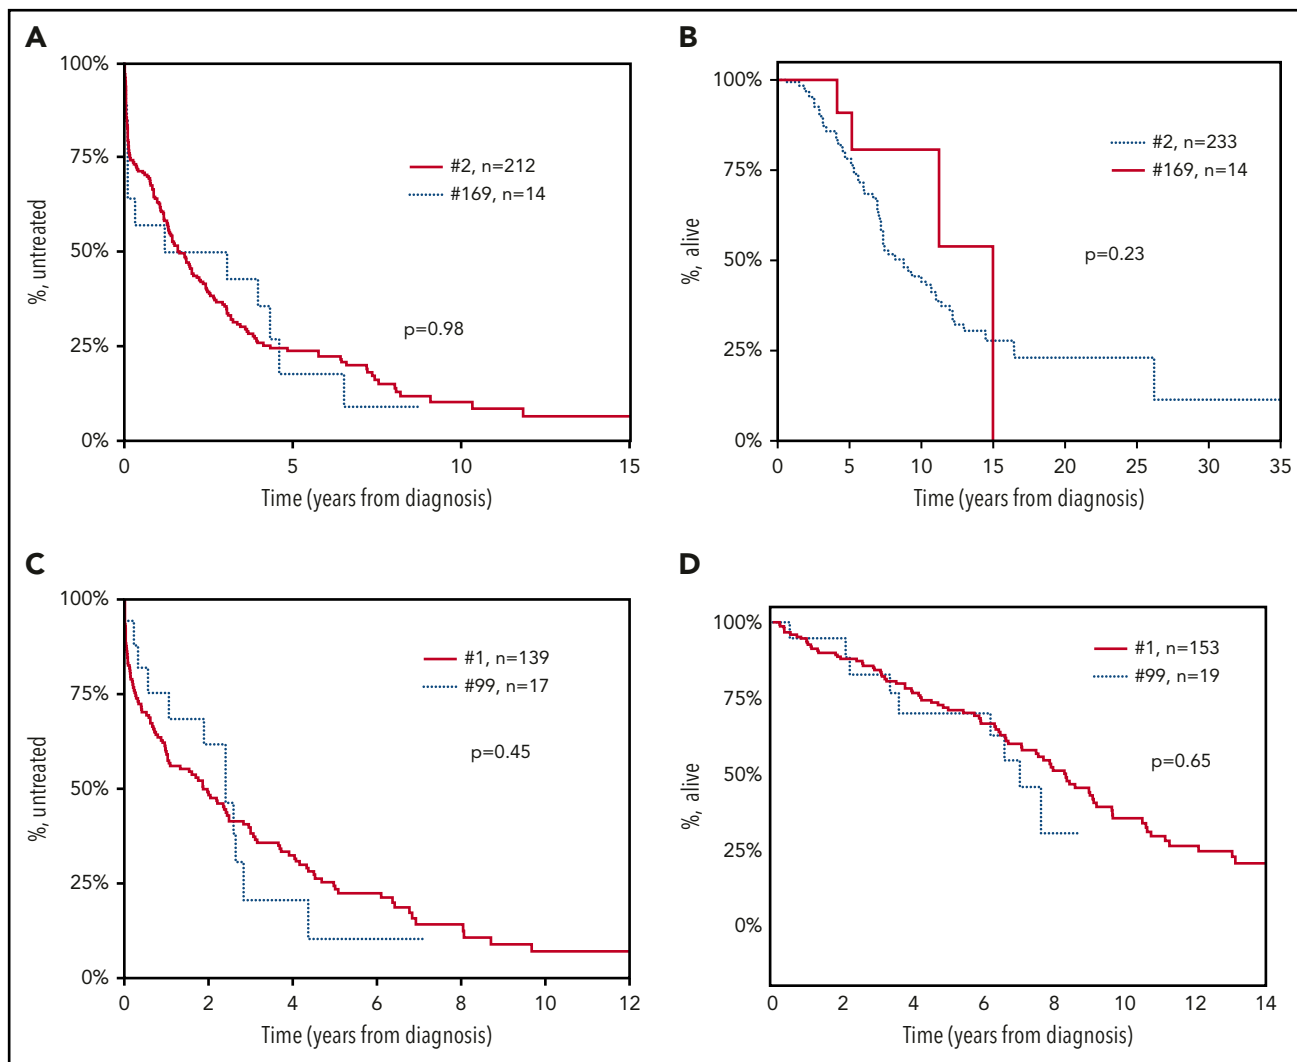 A
100%
75%
50%
25%
0%
%, untreated
#2, n=212
#169, n=14
p=0.98
0 5 10 15
Time (years from diagnosis)
B
100%
75%
50%
25%
0%
%, alive
#2, n=233
#169, n=14
p=0.23
0 5 10 15 20 25 30 35
Time (years from diagnosis)
C
100%
75%
50%
25%
0%
%, untreated
#1, n=139
#99, n=17
p=0.45
0 2 4 6 8 10 12
Time (years from diagnosis)
D
100%
75%
50%
25%
0%
%, alive
#1, n=153
#99, n=19
p=0.65
0 2 4 6 8 10 14
Time (years from diagnosis)